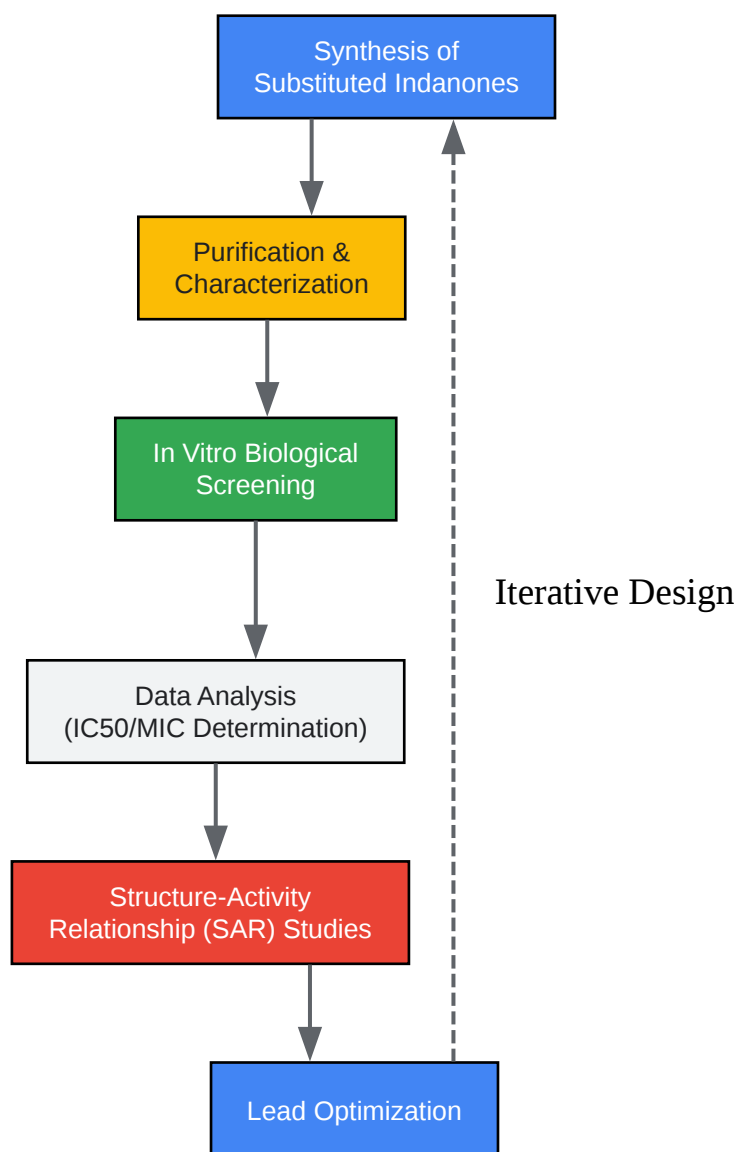 Synthesis of
Substituted Indanones
Purification &
Characterization
In Vitro Biological
Screening
Iterative Design
Data Analysis
(IC50/MIC Determination)
Structure-Activity
Relationship (SAR) Studies
Lead Optimization